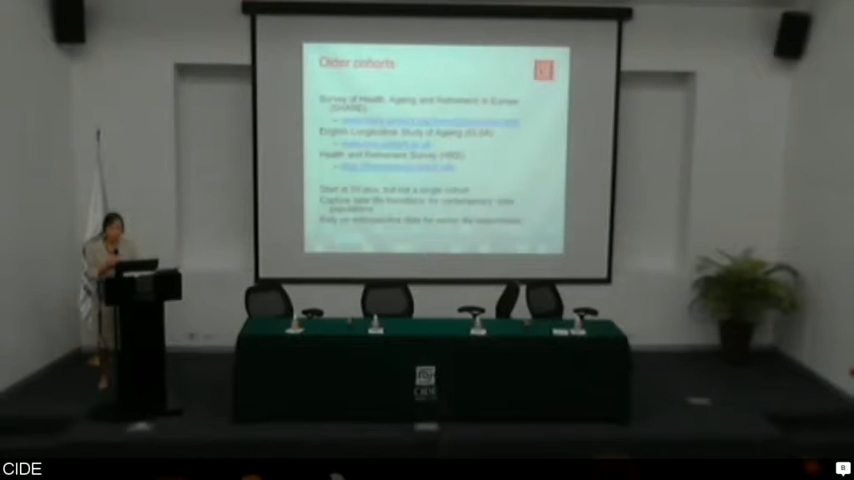 Older cohorts
Survey of Health, Ageing and Retirement in Europe
(SHARE)
English Longitudinal Study of Ageing (ELSA)
Health and Retirement Survey (HRS)
Start at 50 plus, but not a single cohort
Capture later life transitions for contemporary older
populations
Rely on retrospective data for earlier life experiences
CIDE
CIDE